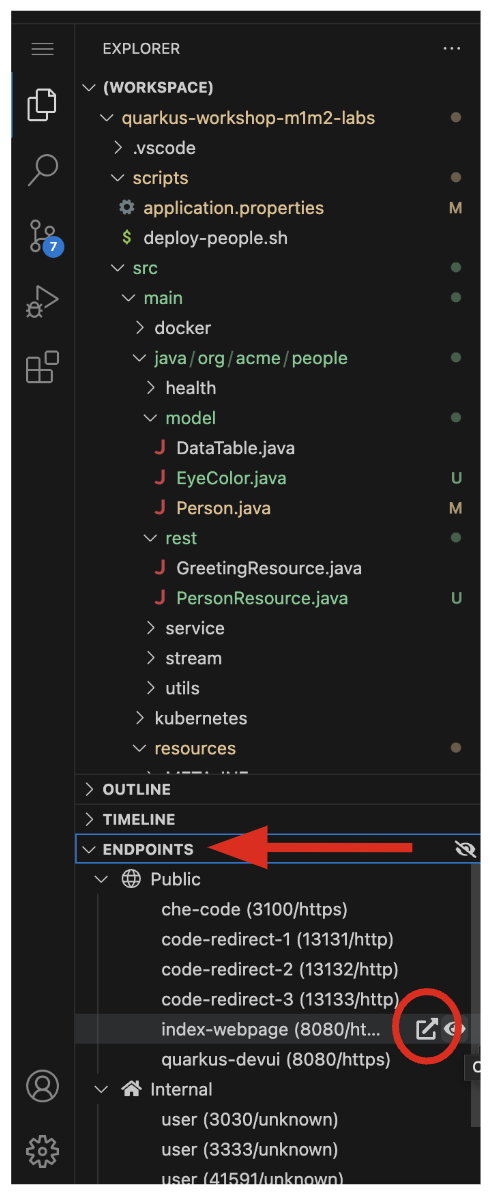 EXPLORER
(WORKSPACE)
quarkus-workshop-m1m2-labs
.vscode
scripts
application.properties M
$ deploy-people.sh
7
src
main
docker
java/org/acme/people
health
model
J DataTable.java
J EyeColor.java U
J Person.java M
rest
J GreetingResource.java
J PersonResource.java U
service
stream
utils
kubernetes
resources
OUTLINE
TIMELINE
ENDPOINTS
Public
che-code (3100/https)
code-redirect-1 (13131/http)
code-redirect-2 (13132/http)
code-redirect-3 (13133/http)
index-webpage (8080/ht...
quarkus-devui (8080/https)
Internal
user (3030/unknown)
user (3333/unknown)
user (41591/unknown)